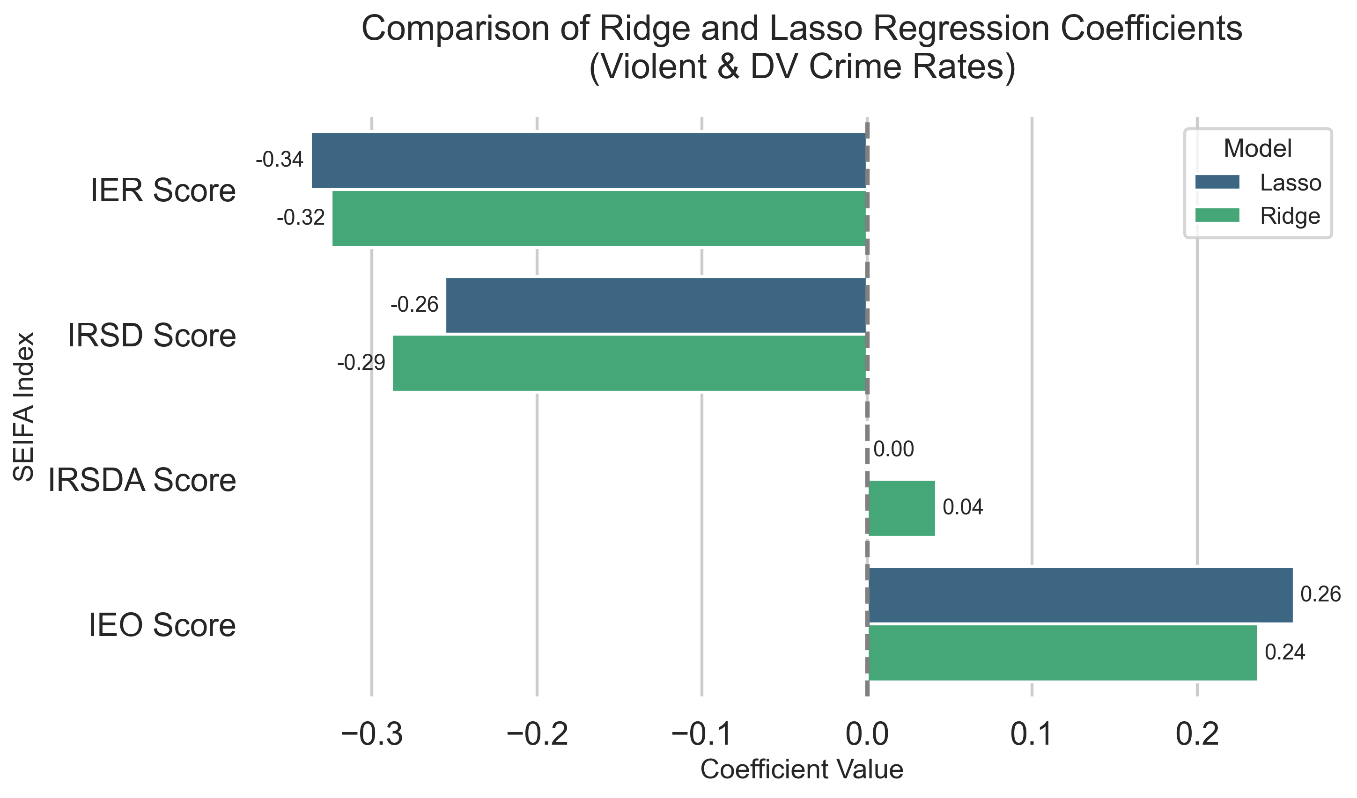 Comparison of Ridge and Lasso Regression Coefficients
(Violent & DV Crime Rates)
Model
Lasso
Ridge
SEIFA Index
IER Score
-0.34
-0.32
IRSD Score
-0.26
-0.29
IRSDA Score
0.00
0.04
IEO Score
0.26
0.24
−0.3
−0.2
−0.1
0.0
0.1
0.2
Coefficient Value